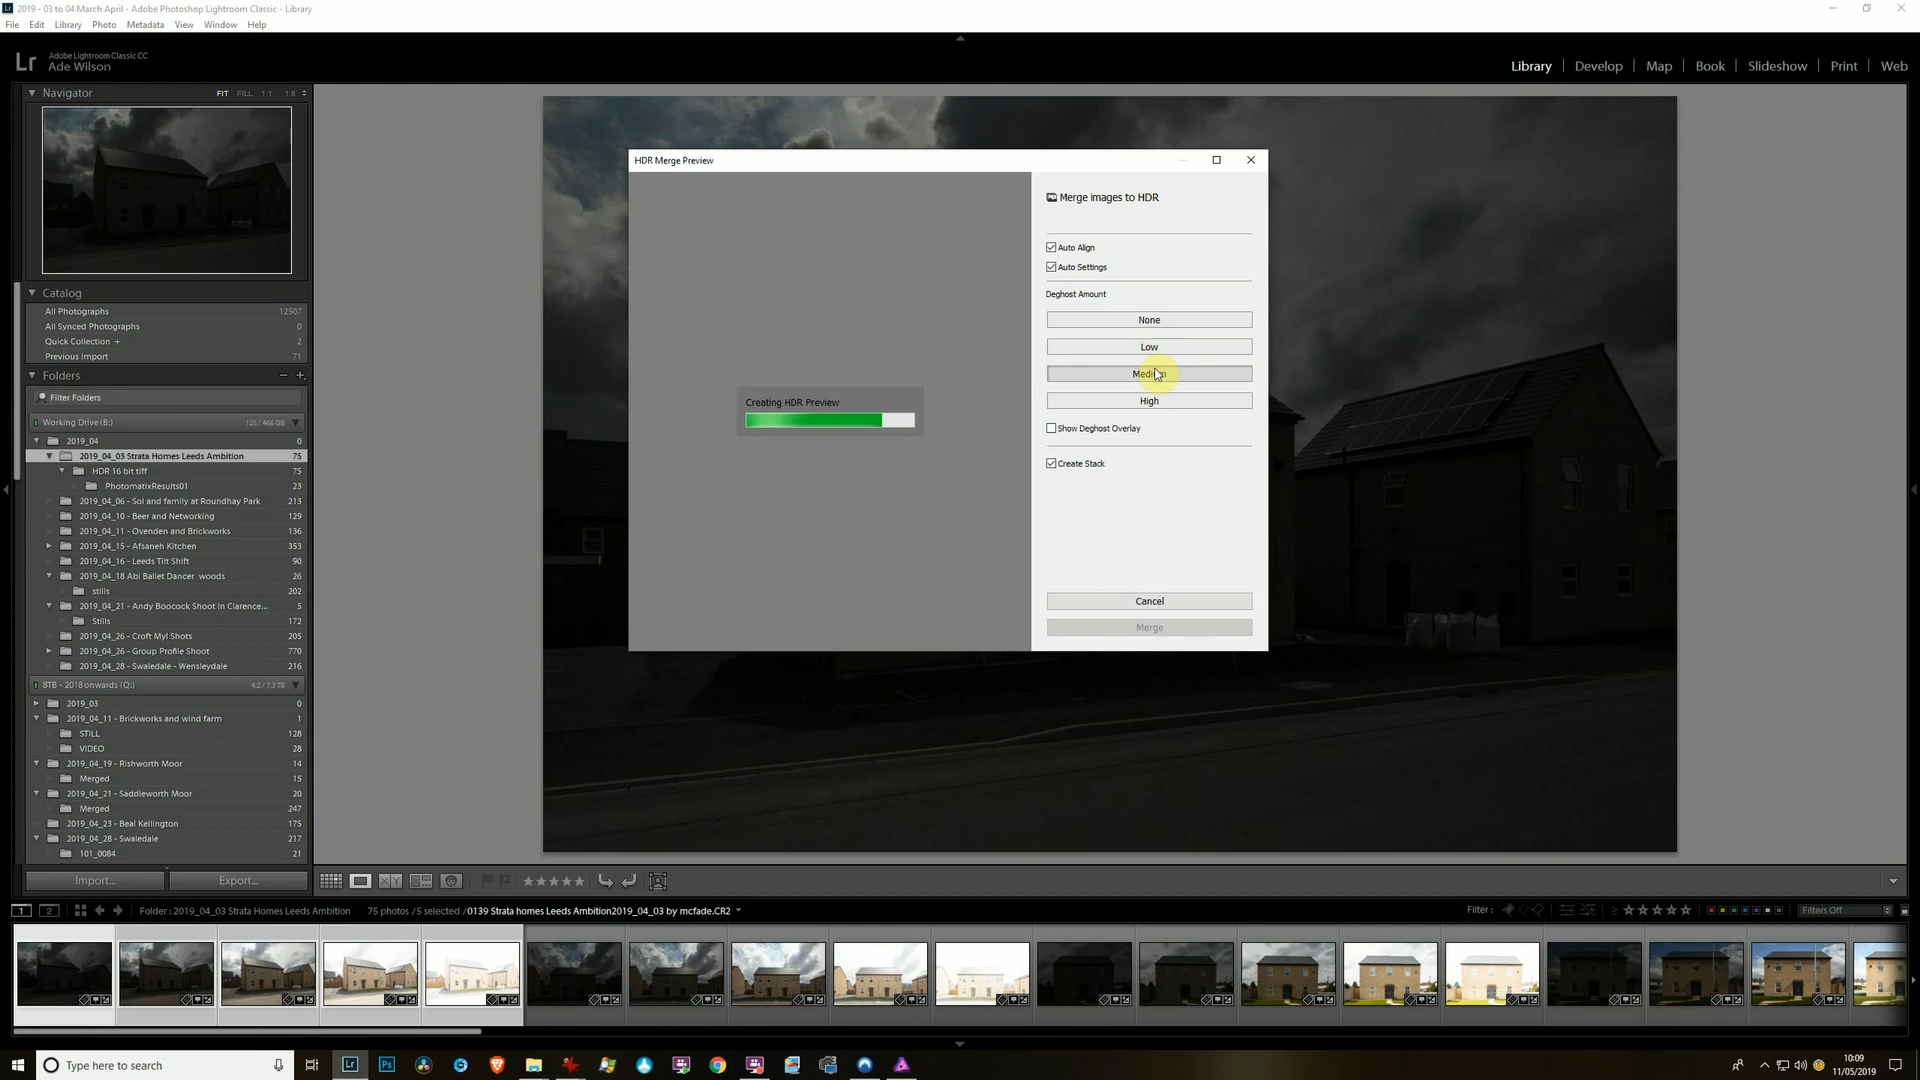 2019 - 03 to 04 March April - Adobe Photoshop Lightroom Classic - Library
File Edit Library Photo Metadata View Window Help
Lr Adobe Lightroom Classic CC
Ade Wilson
Library Develop Map Book Slideshow Print Web
Navigator FIT FILL 1:1 1:8
Catalog
All Photographs 12507
All Synced Photographs 0
Quick Collection + 2
Previous Import 71
Folders
Filter Folders
Working Drive (B:) 125 / 466 GB
2019_04 0
2019_04_03 Strata Homes Leeds Ambition 75
HDR 16 bit tiff 75
PhotomatixResults01 23
2019_04_06 - Sol and family at Roundhay Park 213
2019_04_10 - Beer and Networking 129
2019_04_11 - Ovenden and Brickworks 136
2019_04_15 - Afsaneh Kitchen 353
2019_04_16 - Leeds Tilt Shift 90
2019_04_18 Abi Ballet Dancer woods 26
stills 202
2019_04_21 - Andy Boocock Shoot in Clarence... 5
Stills 172
2019_04_26 - Croft Myl Shots 205
2019_04_26 - Group Profile Shoot 770
2019_04_28 - Swaledale - Wensleydale 216
8TB - 2018 onwards (Q:) 4.2 / 7.3 TB
2019_03 0
2019_04_11 - Brickworks and wind farm 1
STILL 128
VIDEO 28
2019_04_19 - Rishworth Moor 14
Merged 15
2019_04_21 - Saddleworth Moor 20
Merged 247
2019_04_23 - Beal Kellington 175
2019_04_28 - Swaledale 217
101_0084 21
Import... Export...
HDR Merge Preview
Creating HDR Preview
Merge images to HDR
Auto Align
Auto Settings
Deghost Amount
None
Low
Medium
High
Show Deghost Overlay
Create Stack
Cancel
Merge
1 2 Folder : 2019_04_03 Strata Homes Leeds Ambition 75 photos / 5 selected / 0139 Strata homes Leeds Ambition2019_04_03 by mcfade.CR2 Filter : Filters Off
Type here to search
Lr Ps
10:09
11/05/2019